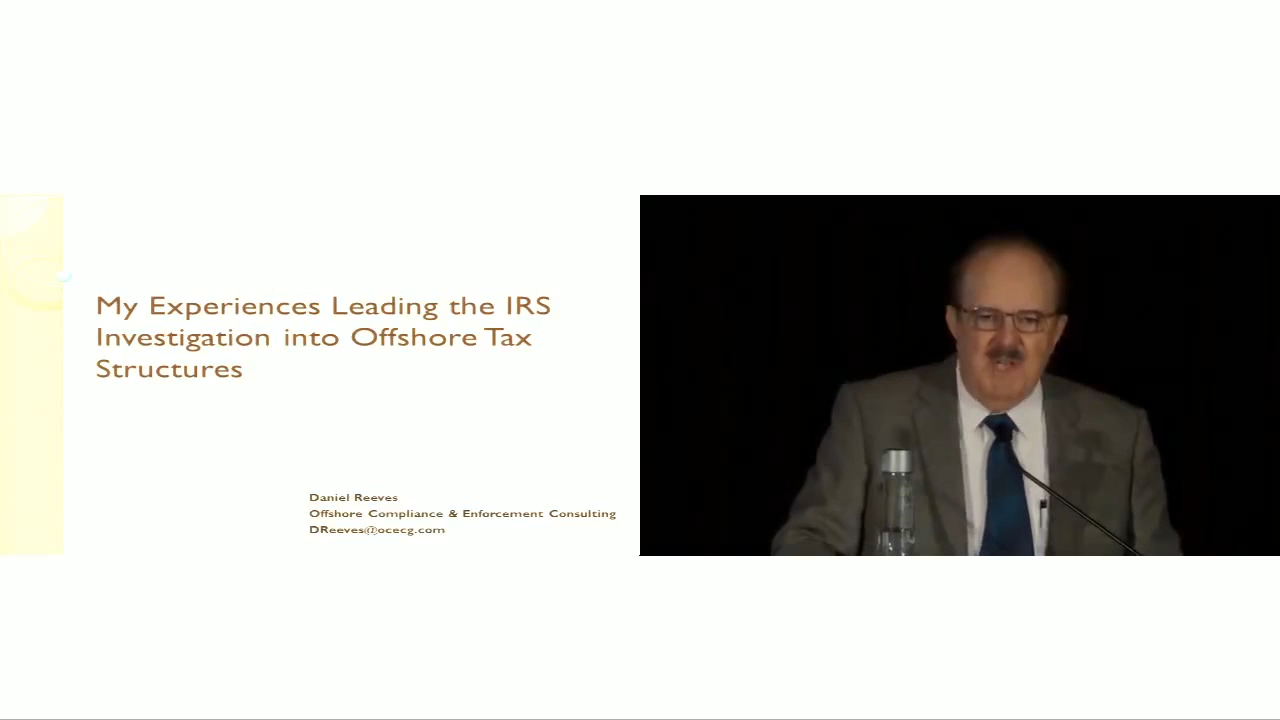 My Experiences Leading the IRS
Investigation into Offshore Tax
Structures
Daniel Reeves
Offshore Compliance & Enforcement Consulting
DReeves@ocecg.com